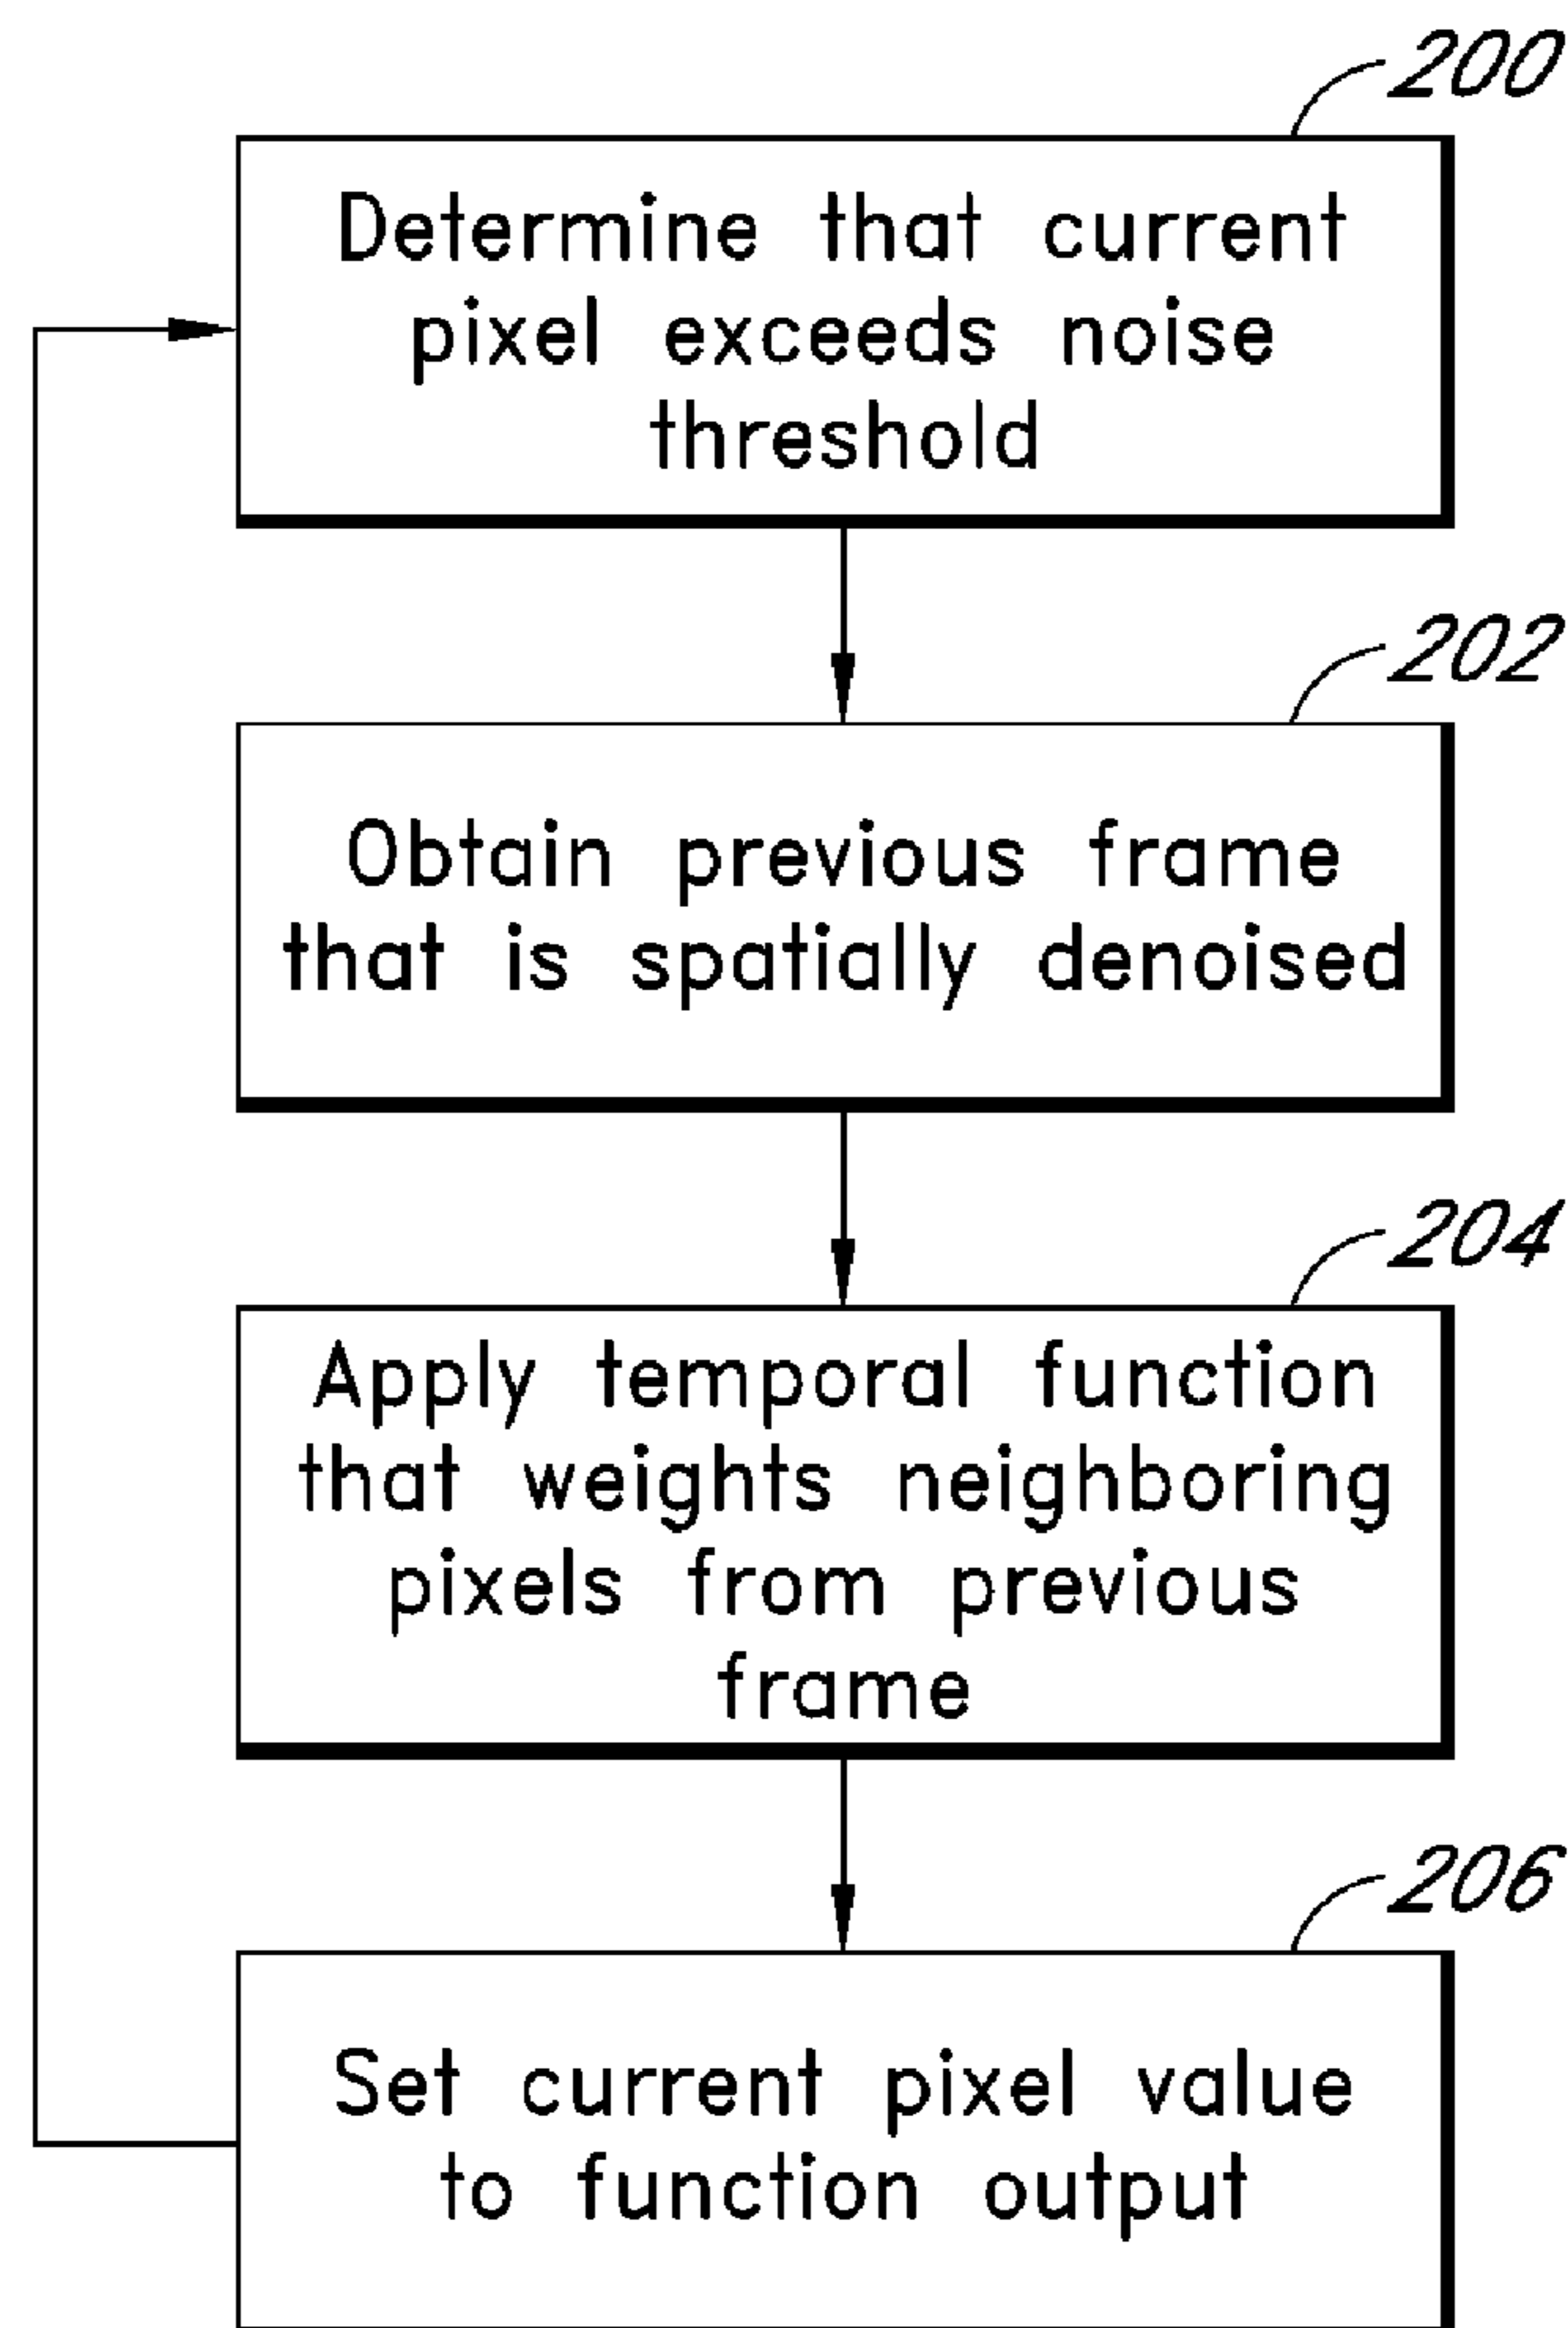 200
Determine that current
pixel exceeds noise
threshold
202
Obtain previous frame
that is spatially denoised
204
Apply temporal function
that weights neighboring
pixels from previous
frame
206
Set current pixel value
to function output